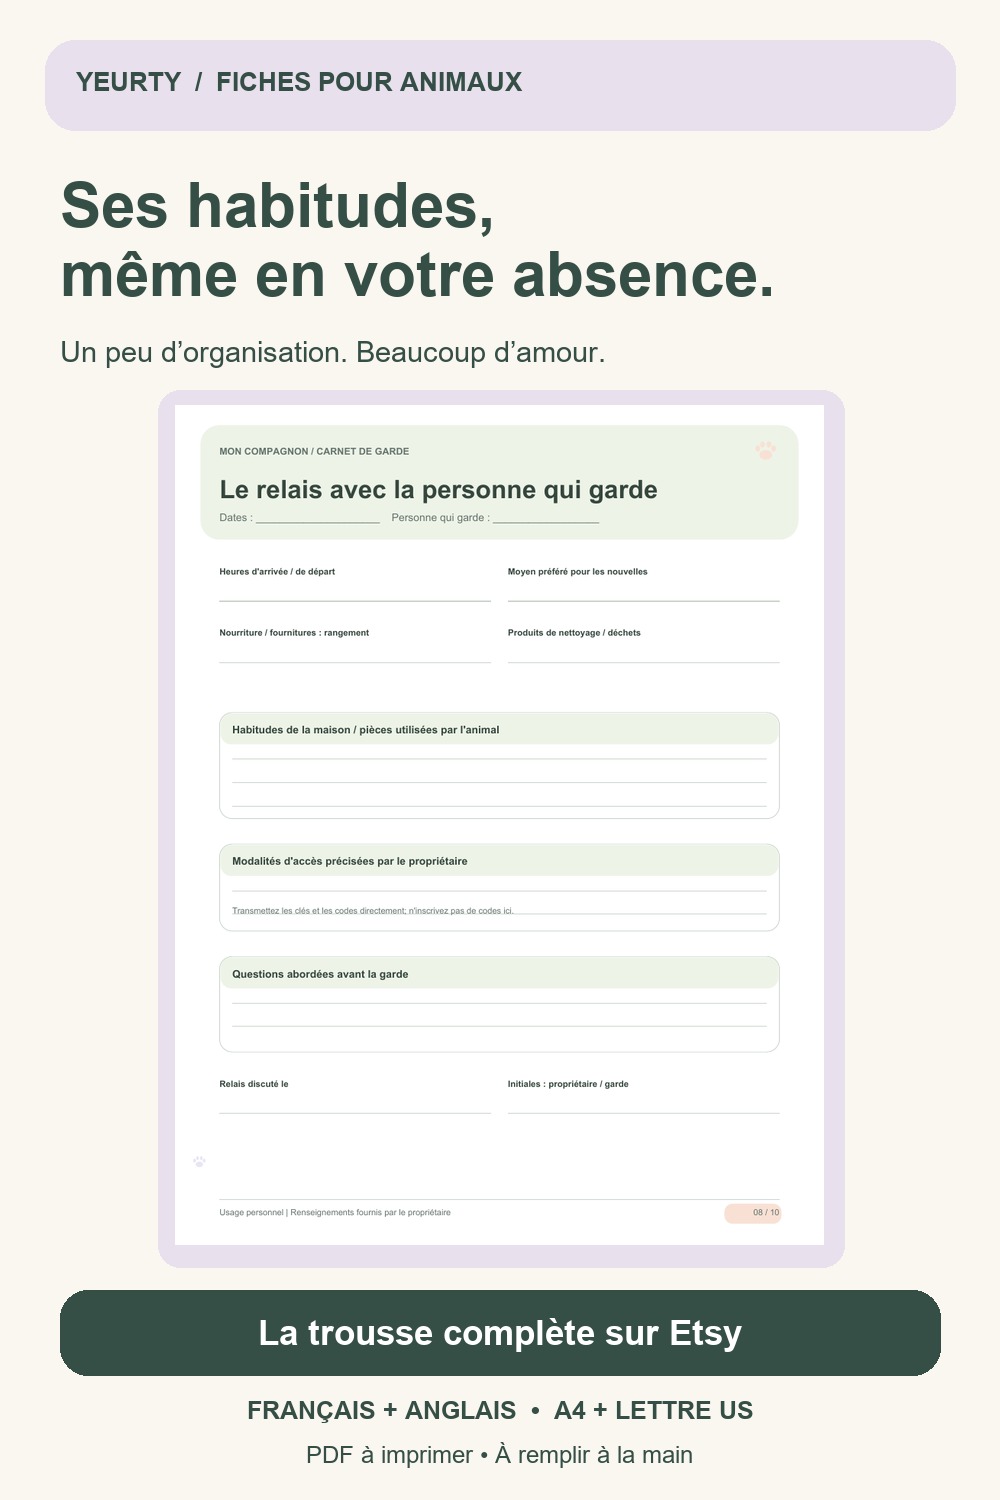 YEURTY / FICHES POUR ANIMAUX
Ses habitudes,
même en votre absence.
Un peu d’organisation. Beaucoup d’amour.
MON COMPAGNON / CARNET DE GARDE
Le relais avec la personne qui garde
Dates : _____________________ Personne qui garde : __________________
Heures d'arrivée / de départ
Moyen préféré pour les nouvelles
Nourriture / fournitures : rangement
Produits de nettoyage / déchets
Habitudes de la maison / pièces utilisées par l'animal
Modalités d'accès précisées par le propriétaire
Transmettez les clés et les codes directement; n'inscrivez pas de codes ici.
Questions abordées avant la garde
Relais discuté le
Initiales : propriétaire / garde
Usage personnel | Renseignements fournis par le propriétaire
08 / 10
La trousse complète sur Etsy
FRANÇAIS + ANGLAIS • A4 + LETTRE US
PDF à imprimer • À remplir à la main